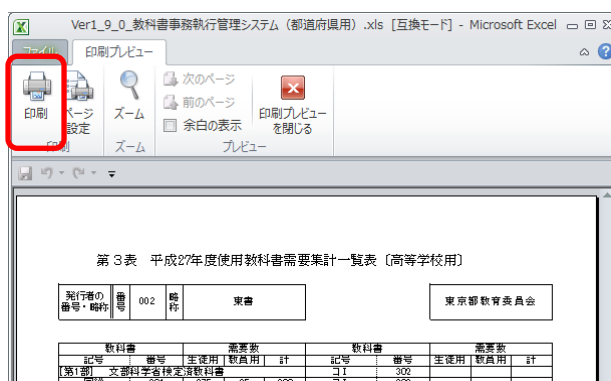 Ver1_9_0_教科書事務執行管理システム（都道府県用）.xls [互換モード] - Microsoft Excel
ファイル 印刷プレビュー
印刷 ページ設定 ズーム 次のページ 前のページ 余白の表示 印刷プレビューを閉じる
印刷 ズーム プレビュー
第３表 平成27年度使用教科書需要集計一覧表〔高等学校用〕
発行者の番号・略称 番号 002 略称 東書 東京都教育委員会
教科書 需要数 教科書 需要数
記号 番号 生徒用 教員用 計 記号 番号 生徒用 教員用 計
【第1部】 文部科学省検定済教科書 コⅠ 302